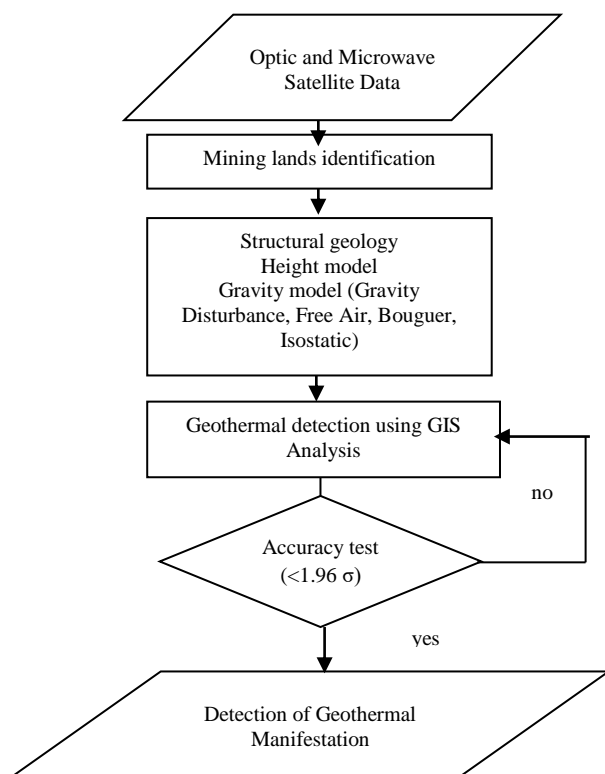 Optic and Microwave
Satellite Data
Mining lands identification
Structural geology
Height model
Gravity model (Gravity
Disturbance, Free Air, Bouguer,
Isostatic)
Geothermal detection using GIS
Analysis
no
Accuracy test
(<1.96 σ)
yes
Detection of Geothermal
Manifestation